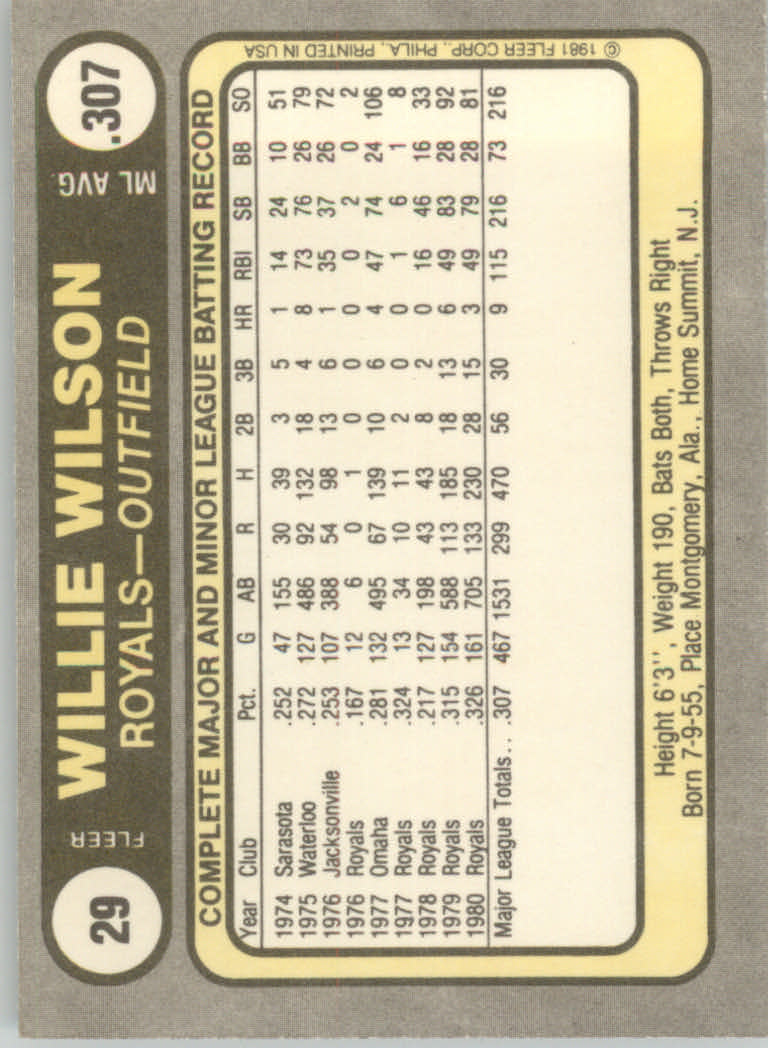 29 FLEER WILLIE WILSON ML AVG. .307
ROYALS—OUTFIELD
COMPLETE MAJOR AND MINOR LEAGUE BATTING RECORD
Year Club Pct. G AB R H 2B 3B HR RBI SB BB SO
1974 Sarasota .252 47 155 30 39 3 5 1 14 24 10 51
1975 Waterloo .272 127 486 92 132 18 4 8 73 76 26 79
1976 Jacksonville .253 107 388 54 98 13 6 1 35 37 26 72
1976 Royals .167 12 6 0 1 0 0 0 0 2 0 2
1977 Omaha .281 132 495 67 139 10 6 4 47 74 24 106
1977 Royals .324 13 34 10 11 2 0 0 1 6 1 8
1978 Royals .217 127 198 43 43 8 2 0 16 46 16 33
1979 Royals .315 154 588 113 185 18 13 6 49 83 28 92
1980 Royals .326 161 705 133 230 28 15 3 49 79 28 81
Major League Totals . . .307 467 1531 299 470 56 30 9 115 216 73 216
Height 6'3'', Weight 190, Bats Both, Throws Right
Born 7-9-55, Place Montgomery, Ala., Home Summit, N.J.
© 1981 FLEER CORP., PHILA., PRINTED IN USA